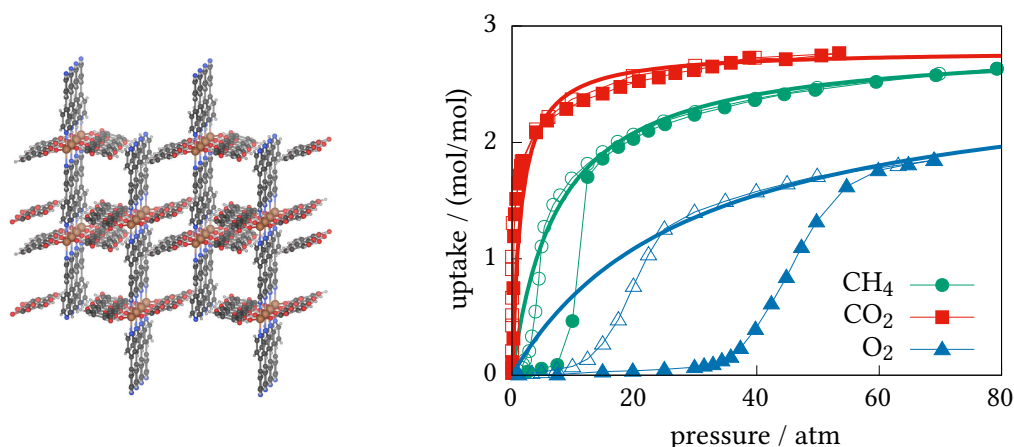 3
2
1
0
uptake / (mol/mol)
CH₄
CO₂
O₂
0 20 40 60 80
pressure / atm